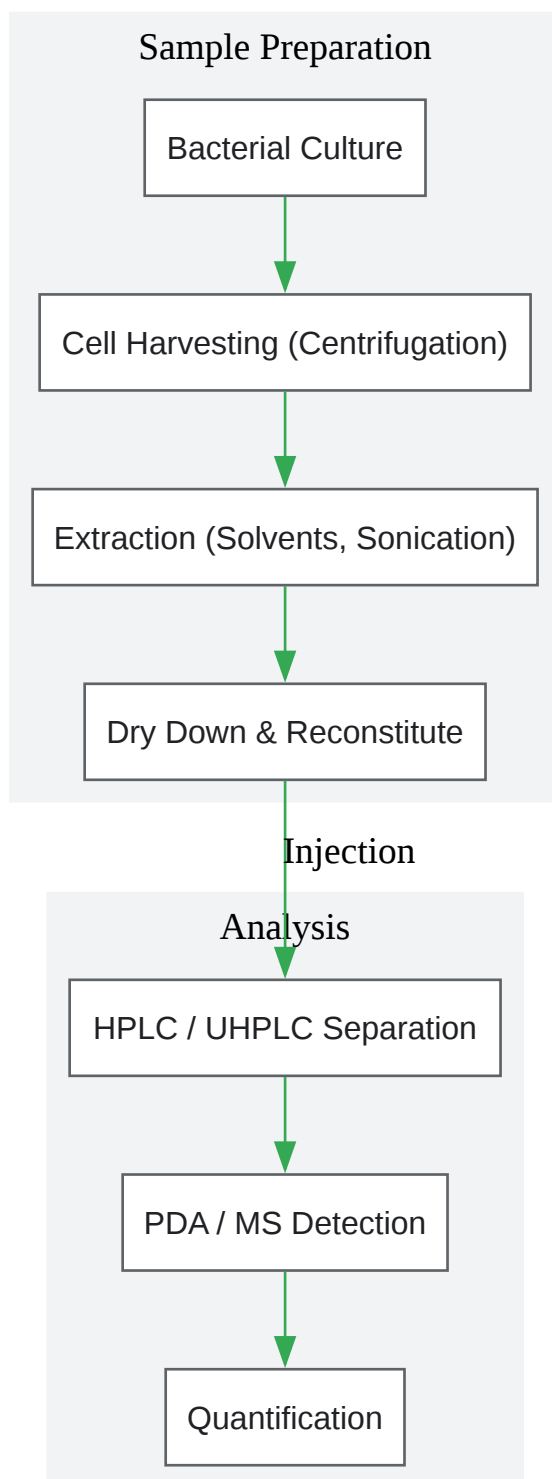 Sample Preparation
Bacterial Culture
Cell Harvesting (Centrifugation)
Extraction (Solvents, Sonication)
Dry Down & Reconstitute
Injection
Analysis
HPLC / UHPLC Separation
PDA / MS Detection
Quantification